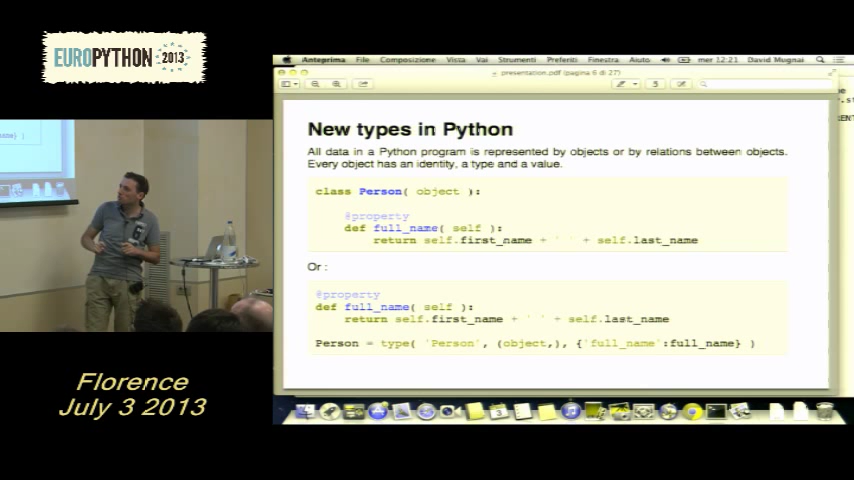 EUROPYTHON 2013
Anteprima File Composizione Vista Vai Strumenti Preferiti Finestra Aiuto mer 12:21 David Mugnai
presentation.pdf (pagina 6 di 27)
New types in Python
All data in a Python program is represented by objects or by relations between objects.
Every object has an identity, a type and a value.
class Person( object ):
@property
def full_name( self ):
return self.first_name + ' ' + self.last_name
Or :
@property
def full_name( self ):
return self.first_name + ' ' + self.last_name
Person = type( 'Person', (object,), {'full_name':full_name} )
Florence
July 3 2013